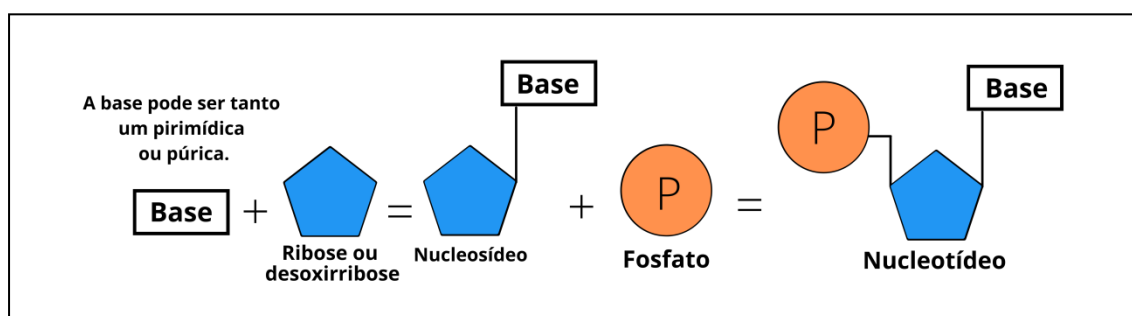 A base pode ser tanto
um pirimídica
ou púrica.
Base
+
Ribose ou
desoxirribose
=
Base
Nucleosídeo
+
P
Fosfato
=
P
Base
Nucleotídeo